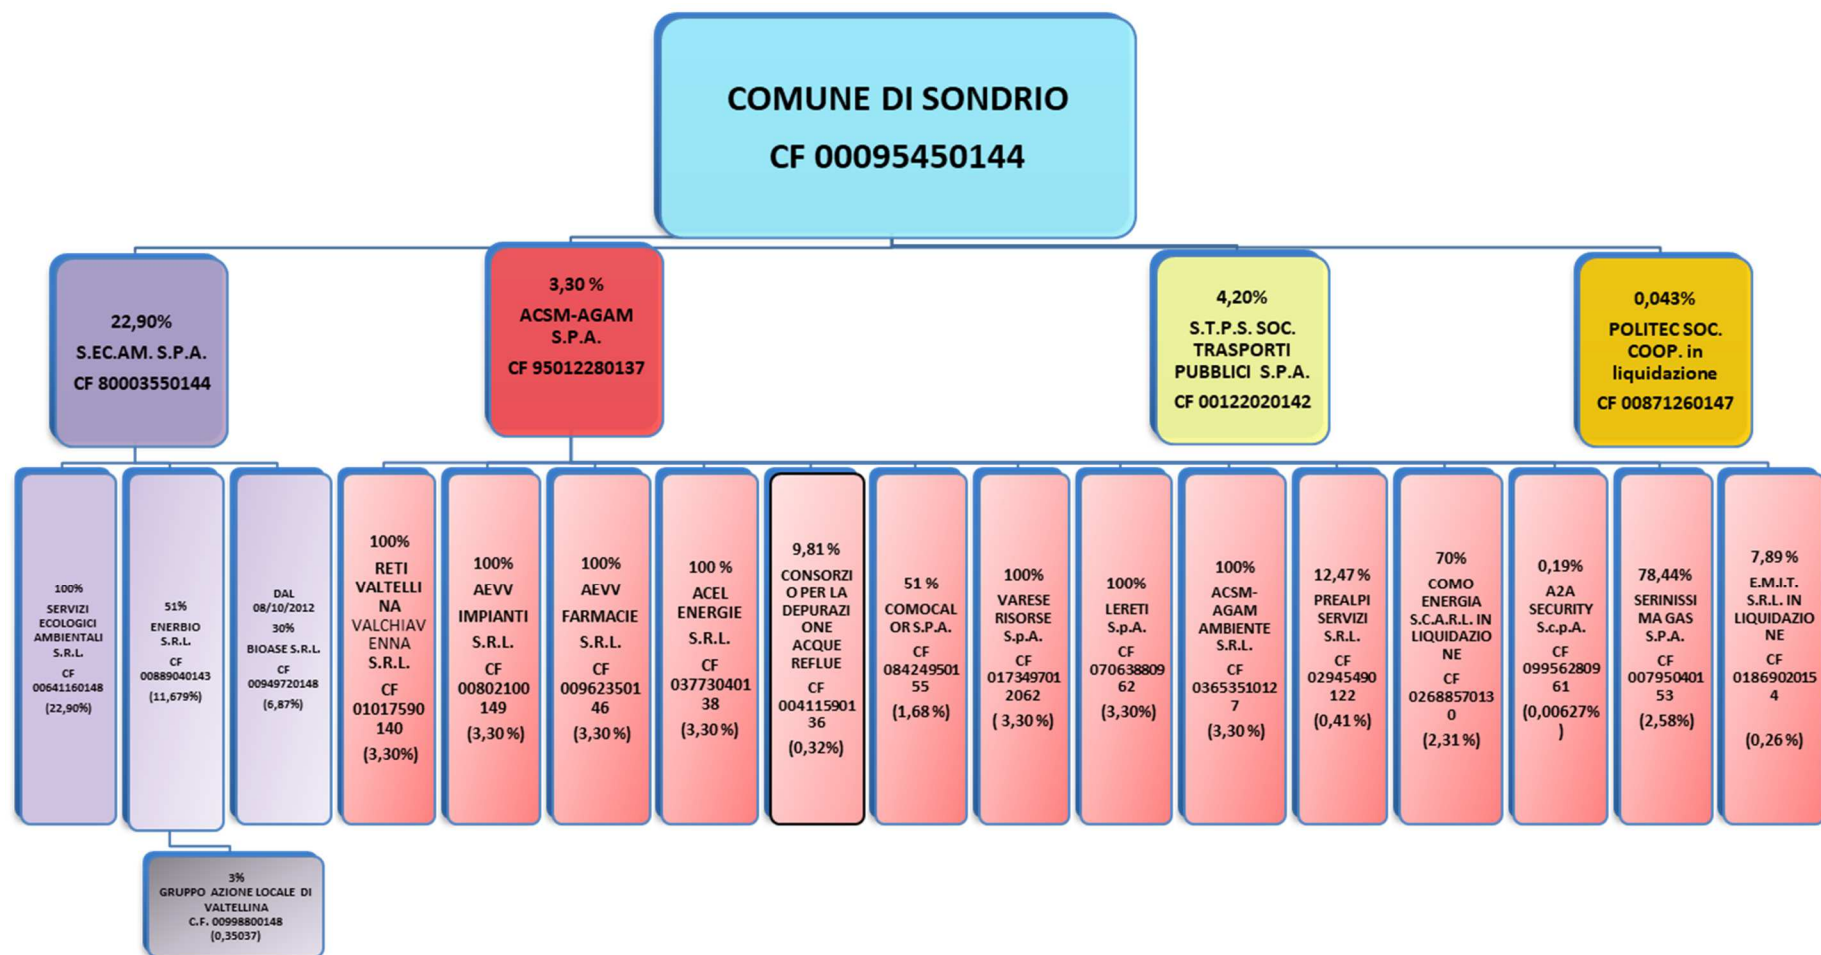 COMUNE DI SONDRIO
CF 00095450144
22,90%
S.EC.AM. S.P.A.
CF 80003550144
3,30 %
ACSM-AGAM
S.P.A.
CF 95012280137
4,20%
S.T.P.S. SOC.
TRASPORTI
PUBBLICI S.P.A.
CF 00122020142
0,043%
POLITEC SOC.
COOP. in
liquidazione
CF 00871260147
100%
SERVIZI
ECOLOGICI
AMBIENTALI
S.R.L.
CF
00641160148
(22,90%)
51%
ENERBIO
S.R.L.
CF
00889040143
(11,679%)
DAL
08/10/2012
30%
BIOASE S.R.L.
CF
00949720148
(6,87%)
100%
RETI
VALTELLI
NA
VALCHIAV
ENNA
S.R.L.
CF
01017590
140
(3,30%)
100%
AEVV
IMPIANTI
S.R.L.
CF
00802100
149
(3,30 %)
100%
AEVV
FARMACIE
S.R.L.
CF
009623501
46
(3,30 %)
100 %
ACEL
ENERGIE
S.R.L.
CF
037730401
38
(3,30 %)
9,81 %
CONSORZI
O PER LA
DEPURAZI
ONE
ACQUE
REFLUE
CF
004115901
36
(0,32%)
51 %
COMOCAL
OR S.P.A.
CF
084249501
55
(1,68 %)
100%
VARESE
RISORSE
S.p.A.
CF
017349701
2062
( 3,30 %)
100%
LERETI
S.p.A.
CF
070638809
62
(3,30%)
100%
ACSM-
AGAM
AMBIENTE
S.R.L.
CF
0365351012
7
(3,30 %)
12,47 %
PREALPI
SERVIZI
S.R.L.
CF
02945490
122
(0,41 %)
70%
COMO
ENERGIA
S.C.A.R.L. IN
LIQUIDAZIO
NE
CF
0268857013
0
(2,31 %)
0,19%
A2A
SECURITY
S.c.p.A.
CF
099562809
61
(0,00627%
)
78,44%
SERINISSI
MA GAS
S.P.A.
CF
007950401
53
(2,58%)
7,89 %
E.M.I.T.
S.R.L. IN
LIQUIDAZIO
NE
CF
0186902015
4
(0,26 %)
3%
GRUPPO AZIONE LOCALE DI
VALTELLINA
C.F. 00998800148
(0,35037)